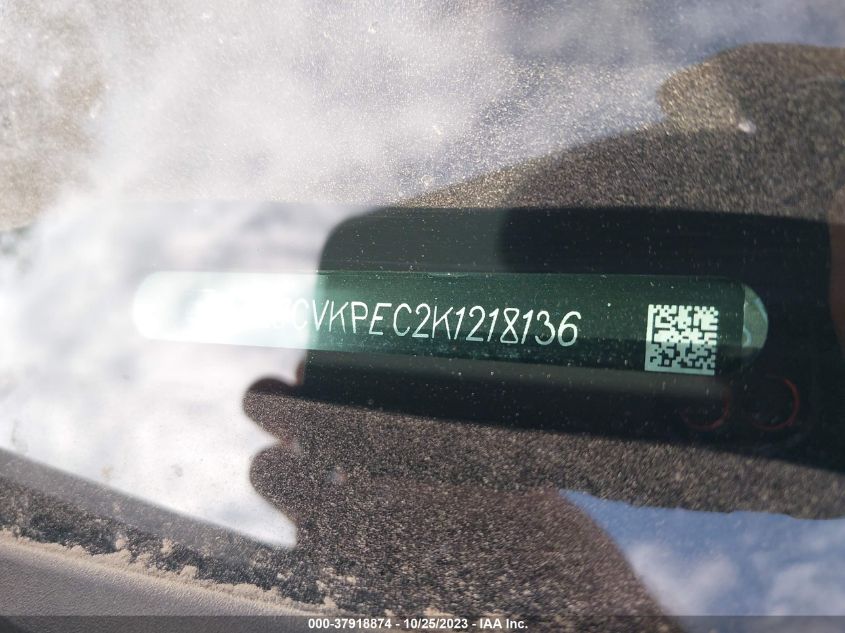 CVKPEC2K1218136
000-37918874 - 10/25/2023 - IAA Inc.